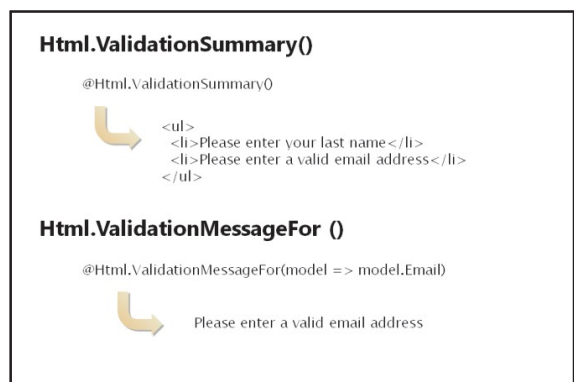 Html.ValidationSummary()
@Html.ValidationSummary()
<ul>
<li>Please enter your last name</li>
<li>Please enter a valid email address</li>
</ul>
Html.ValidationMessageFor ()
@Html.ValidationMessageFor(model => model.Email)
Please enter a valid email address